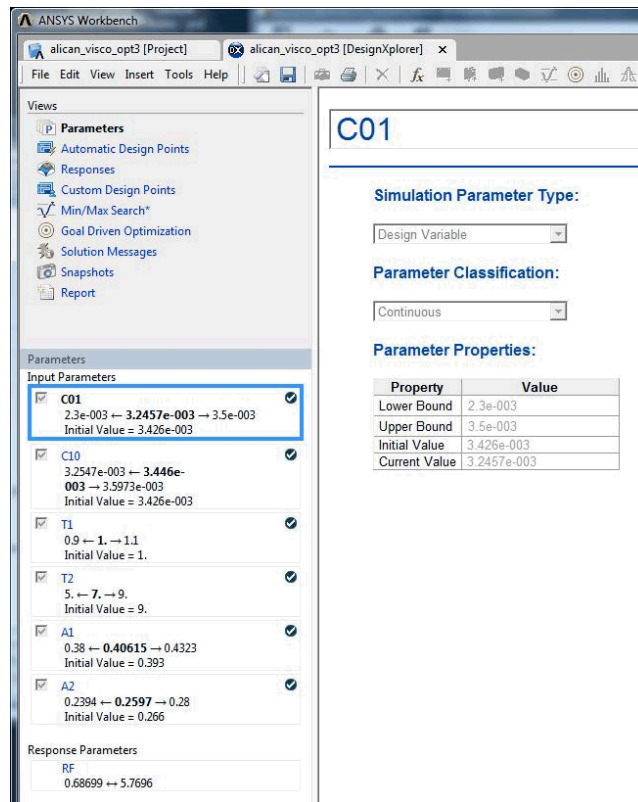 ANSYS Workbench
alican_visco_opt3 [Project]
alican_visco_opt3 [DesignXplorer]
File Edit View Insert Tools Help
Views
Parameters
Automatic Design Points
Responses
Custom Design Points
Min/Max Search*
Goal Driven Optimization
Solution Messages
Snapshots
Report
Parameters
Input Parameters
C01
2.3e-003 ← 3.2457e-003 → 3.5e-003
Initial Value = 3.426e-003
C10
3.2547e-003 ← 3.446e-
003 → 3.5973e-003
Initial Value = 3.426e-003
T1
0.9 ← 1. → 1.1
Initial Value = 1.
T2
5. ← 7. → 9.
Initial Value = 9.
A1
0.38 ← 0.40615 → 0.4323
Initial Value = 0.393
A2
0.2394 ← 0.2597 → 0.28
Initial Value = 0.266
Response Parameters
RF
0.68699 ↔ 5.7696
C01
Simulation Parameter Type:
Design Variable
Parameter Classification:
Continuous
Parameter Properties:
Property Value
Lower Bound 2.3e-003
Upper Bound 3.5e-003
Initial Value 3.426e-003
Current Value 3.2457e-003